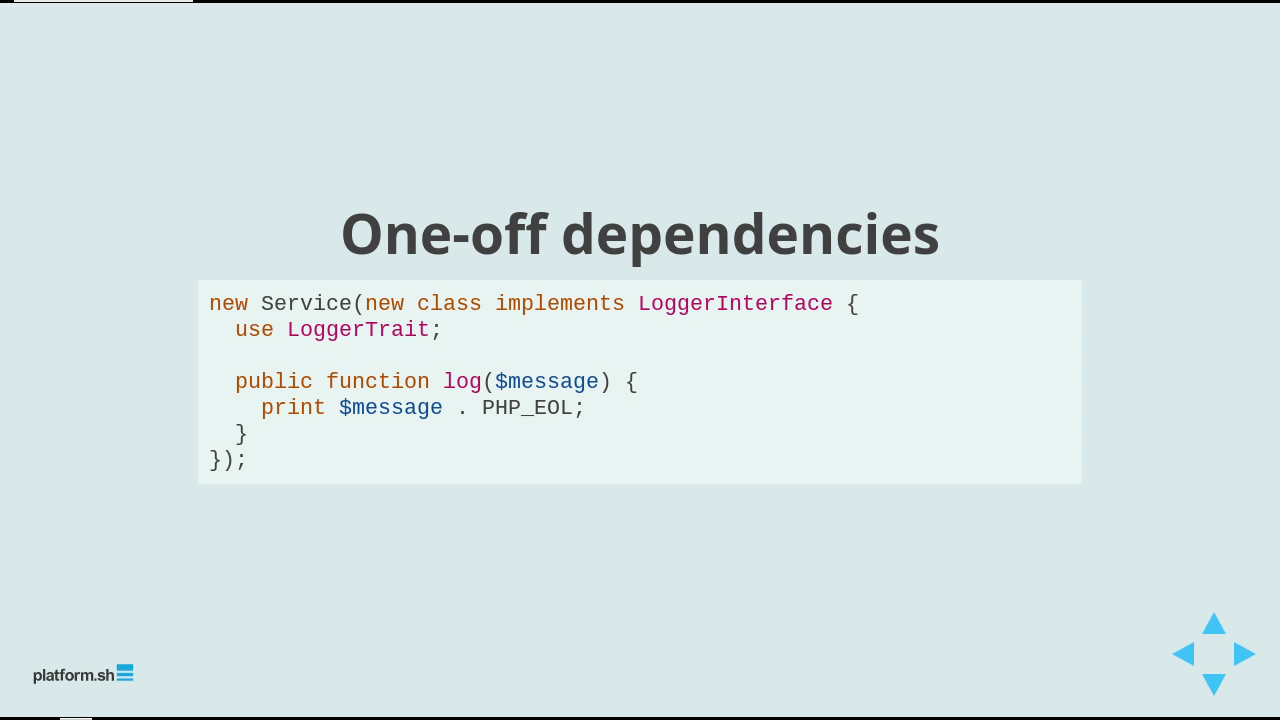 One-off dependencies
new Service(new class implements LoggerInterface {
  use LoggerTrait;

  public function log($message) {
    print $message . PHP_EOL;
  }
});
platform.sh